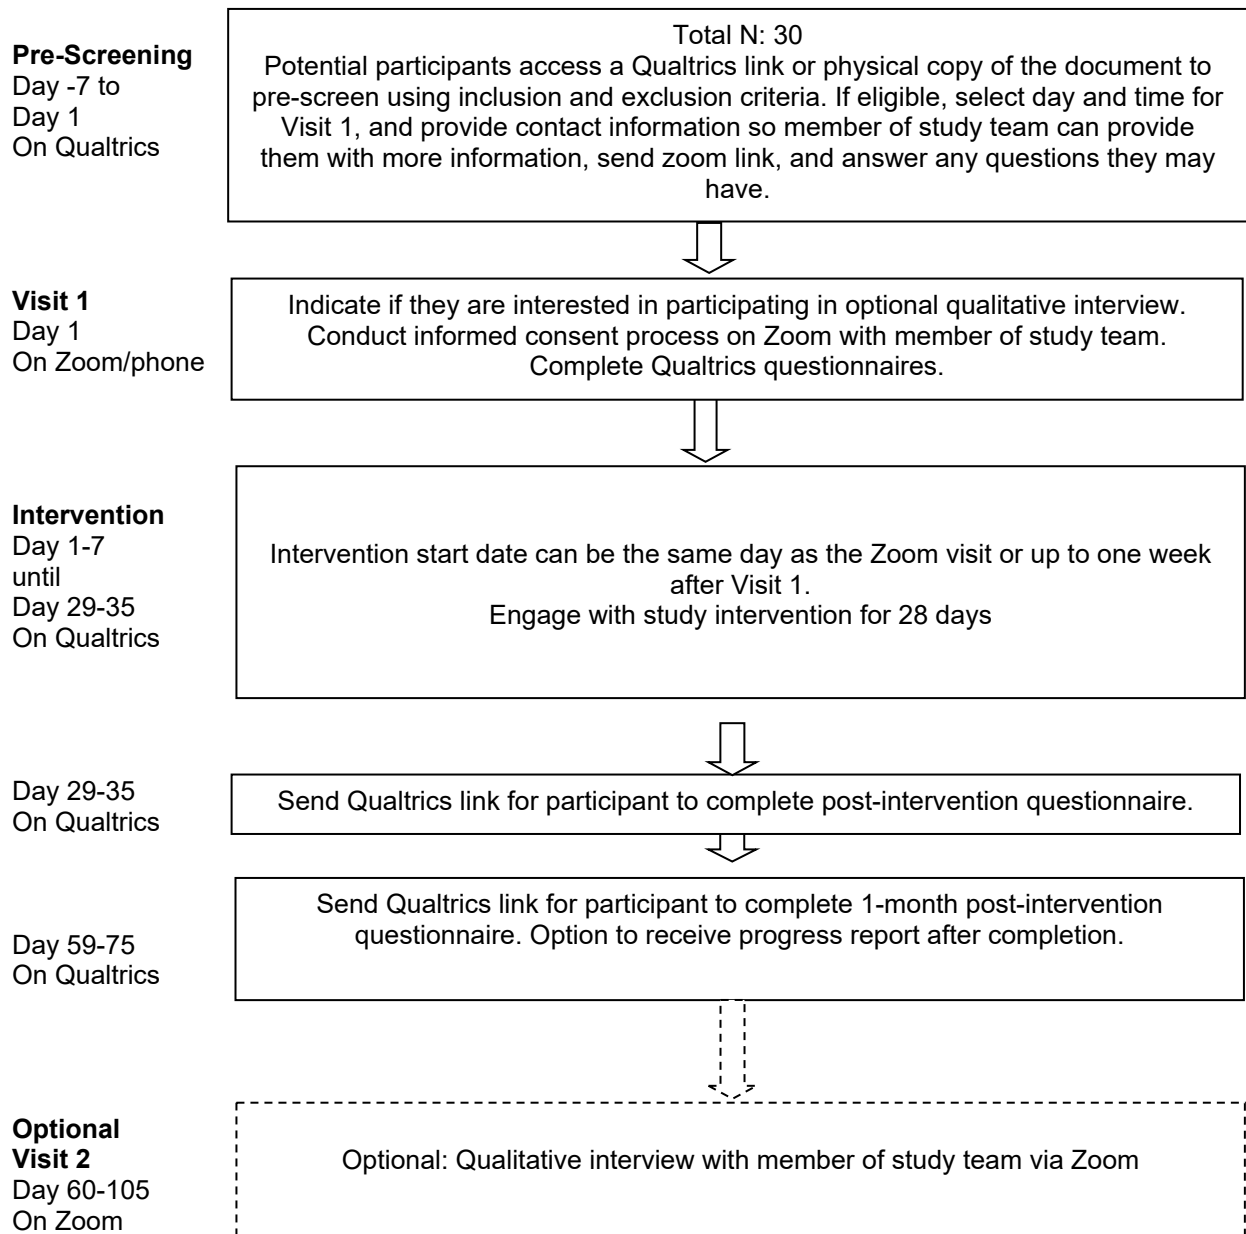 Pre-Screening
Day -7 to
Day 1
On Qualtrics
Total N: 30
Potential participants access a Qualtrics link or physical copy of the document to
pre-screen using inclusion and exclusion criteria. If eligible, select day and time for
Visit 1, and provide contact information so member of study team can provide
them with more information, send zoom link, and answer any questions they may
have.
Visit 1
Day 1
On Zoom/phone
Indicate if they are interested in participating in optional qualitative interview.
Conduct informed consent process on Zoom with member of study team.
Complete Qualtrics questionnaires.
Intervention
Day 1-7
until
Day 29-35
On Qualtrics
Intervention start date can be the same day as the Zoom visit or up to one week
after Visit 1.
Engage with study intervention for 28 days
Day 29-35
On Qualtrics
Send Qualtrics link for participant to complete post-intervention questionnaire.
Day 59-75
On Qualtrics
Send Qualtrics link for participant to complete 1-month post-intervention
questionnaire. Option to receive progress report after completion.
Optional
Visit 2
Day 60-105
On Zoom
Optional: Qualitative interview with member of study team via Zoom